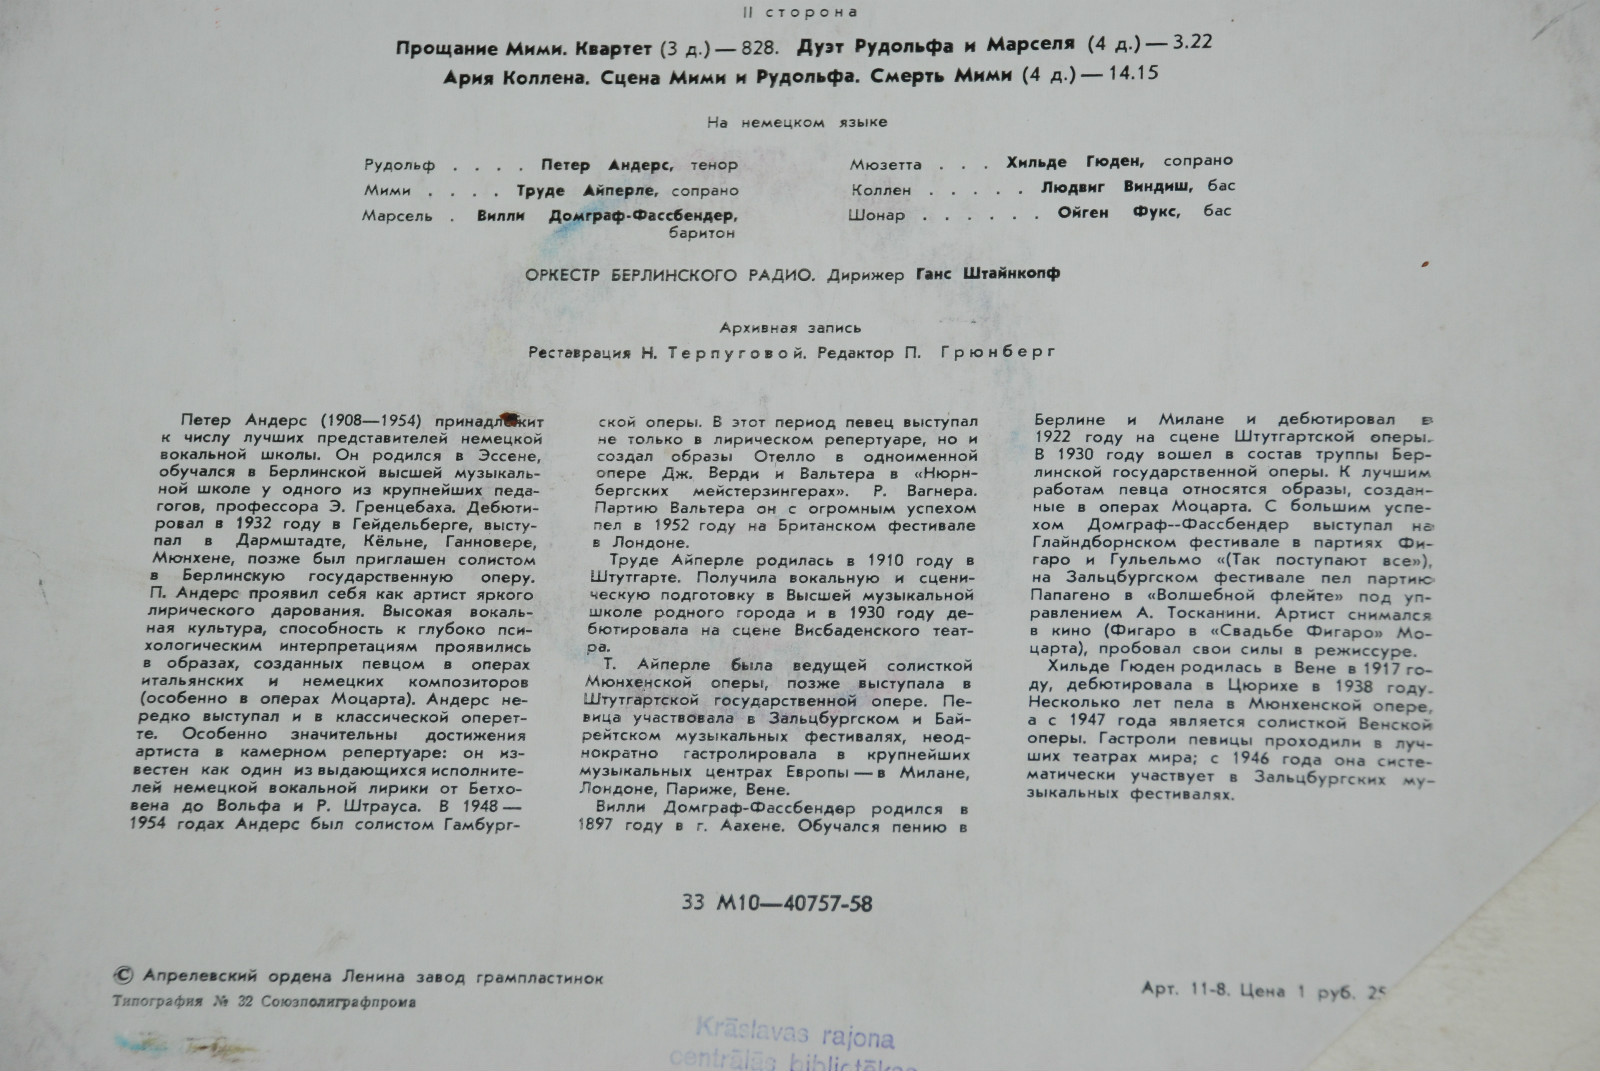 II сторона
Прощание Мими. Квартет (3 д.) — 828. Дуэт Рудольфа и Марселя (4 д.) — 3.22
Ария Коллена. Сцена Мими и Рудольфа. Смерть Мими (4 д.) — 14.15
На немецком языке
Рудольф . . . . Петер Андерс, тенор
Мими . . . . Труде Айперле, сопрано
Марсель . Вилли Домграф-Фассбендер,
баритон
Мюзетта . . . Хильде Гюден, сопрано
Коллен . . . . . Людвиг Виндиш, бас
Шонар . . . . . . Ойген Фукс, бас
ОРКЕСТР БЕРЛИНСКОГО РАДИО. Дирижер Ганс Штайнкопф
Архивная запись
Реставрация Н. Терпуговой. Редактор П. Грюнберг
Петер Андерс (1908—1954) принадлежит
к числу лучших представителей немецкой
вокальной школы. Он родился в Эссене,
обучался в Берлинской высшей музыкаль-
ной школе у одного из крупнейших педа-
гогов, профессора Э. Гренцебаха. Дебюти-
ровал в 1932 году в Гейдельберге, высту-
пал в Дармштадте, Кёльне, Ганновере,
Мюнхене, позже был приглашен солистом
в Берлинскую государственную оперу.
П. Андерс проявил себя как артист яркого
лирического дарования. Высокая вокаль-
ная культура, способность к глубоко пси-
хологическим интерпретациям проявились
в образах, созданных певцом в операх
итальянских и немецких композиторов
(особенно в операх Моцарта). Андерс не-
редко выступал и в классической оперет-
те. Особенно значительны достижения
артиста в камерном репертуаре: он из-
вестен как один из выдающихся исполните-
лей немецкой вокальной лирики от Бетхо-
вена до Вольфа и Р. Штрауса. В 1948 —
1954 годах Андерс был солистом Гамбург-
ской оперы. В этот период певец выступал
не только в лирическом репертуаре, но и
создал образы Отелло в одноименной
опере Дж. Верди и Вальтера в «Нюрн-
бергских мейстерзингерах». Р. Вагнера.
Партию Вальтера он с огромным успехом
пел в 1952 году на Британском фестивале
в Лондоне.
Труде Айперле родилась в 1910 году в
Штутгарте. Получила вокальную и сцени-
ческую подготовку в Высшей музыкальной
школе родного города и в 1930 году де-
бютировала на сцене Висбаденского теат-
ра.
Т. Айперле была ведущей солисткой
Мюнхенской оперы, позже выступала в
Штутгартской государственной опере. Пе-
вица участвовала в Зальцбургском и Бай-
рейтском музыкальных фестивалях, неод-
нократно гастролировала в крупнейших
музыкальных центрах Европы — в Милане,
Лондоне, Париже, Вене.
Вилли Домграф-Фассбендер родился в
1897 году в г. Аахене. Обучался пению в
Берлине и Милане и дебютировал в
1922 году на сцене Штутгартской оперы.
В 1930 году вошел в состав труппы Бер-
линской государственной оперы. К лучшим
работам певца относятся образы, создан-
ные в операх Моцарта. С большим успе-
хом Домграф--Фассбендер выступал на
Глайндборнском фестивале в партиях Фи-
гаро и Гульельмо «(Так поступают все»),
на Зальцбургском фестивале пел партию
Папагено в «Волшебной флейте» под уп-
равлением А. Тосканини. Артист снимался
в кино (Фигаро в «Свадьбе Фигаро» Мо-
царта), пробовал свои силы в режиссуре.
Хильде Гюден родилась в Вене в 1917 го-
ду, дебютировала в Цюрихе в 1938 году.
Несколько лет пела в Мюнхенской опере,
а с 1947 года является солисткой Венской
оперы. Гастроли певицы проходили в луч-
ших театрах мира; с 1946 года она систе-
матически участвует в Зальцбургских му-
зыкальных фестивалях.
33 М10—40757-58
© Апрелевский ордена Ленина завод грампластинок
Типография № 32 Союзполиграфпрома
Арт. 11-8. Цена 1 руб. 25
Krāslavas rajona
centrālās bibliotēkas